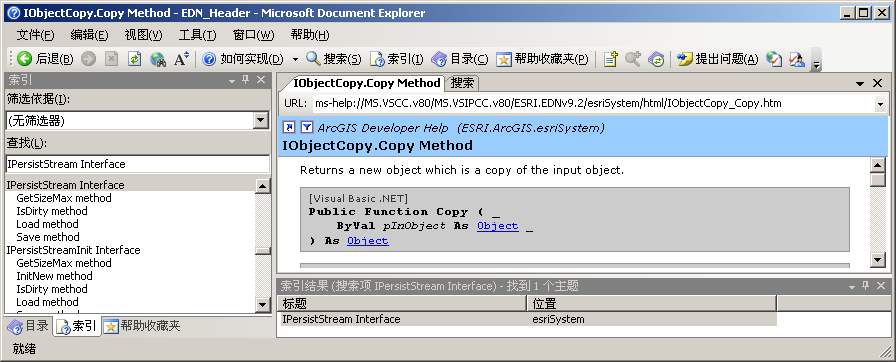 IObjectCopy.Copy Method - EDN_Header - Microsoft Document Explorer
文件(F) 编辑(E) 视图(V) 工具(T) 窗口(W) 帮助(H)
后退(B) 如何实现(D) 搜索(S) 索引(I) 目录(C) 帮助收藏夹(P) 提出问题(A)
索引
筛选依据(I):
(无筛选器)
查找(L):
IPersistStream Interface
IPersistStream Interface
GetSizeMax method
IsDirty method
Load method
Save method
IPersistStreamInit Interface
GetSizeMax method
InitNew method
IsDirty method
Load method
目录 索引 帮助收藏夹
IObjectCopy.Copy Method 搜索
URL: ms-help://MS.VSCC.v80/MS.VSIPCC.v80/ESRI.EDNv9.2/esriSystem/html/IObjectCopy_Copy.htm
ArcGIS Developer Help (ESRI.ArcGIS.esriSystem)
IObjectCopy.Copy Method
Returns a new object which is a copy of the input object.
[Visual Basic .NET]
Public Function Copy ( _
ByVal pInObject As Object _
) As Object
索引结果 (搜索项 IPersistStream Interface) - 找到 1 个主题
标题 位置
IPersistStream Interface esriSystem
就绪